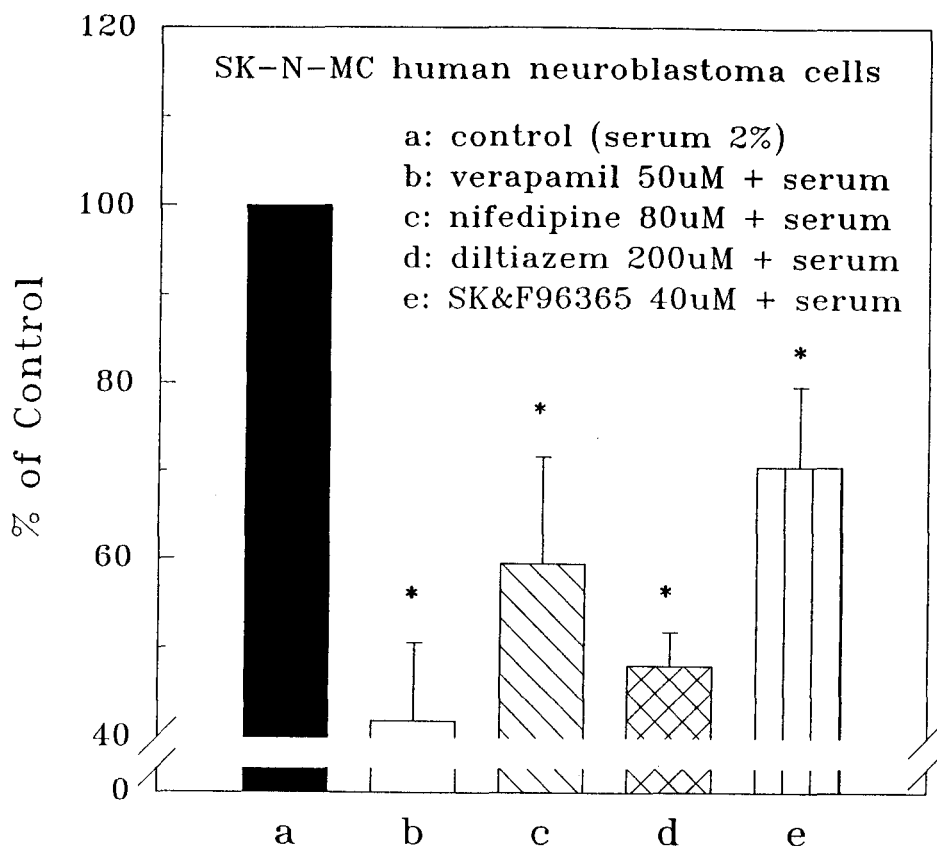 120
SK-N-MC human neuroblastoma cells
a: control (serum 2%)
b: verapamil 50uM + serum
c: nifedipine 80uM + serum
d: diltiazem 200uM + serum
e: SK&F96365 40uM + serum
100
80
60
40
0
% of Control
*
*
*
*
a b c d e